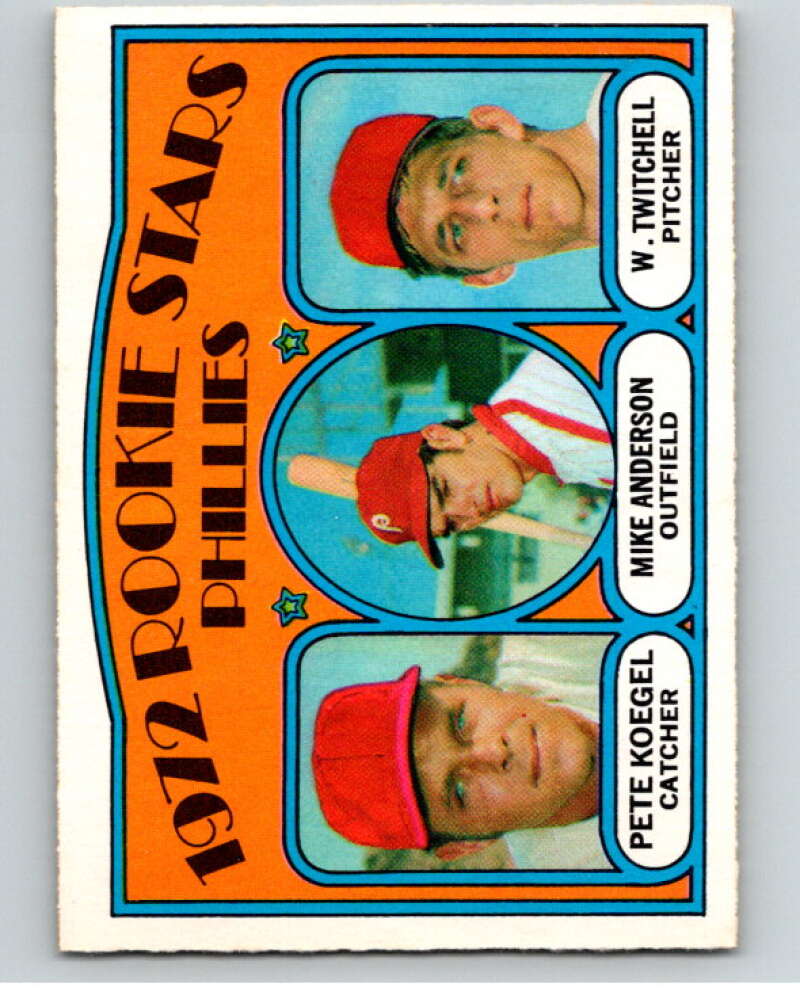 1972 ROOKIE STARS
PHILLIES
PETE KOEGEL
CATCHER
MIKE ANDERSON
OUTFIELD
W. TWITCHELL
PITCHER
P